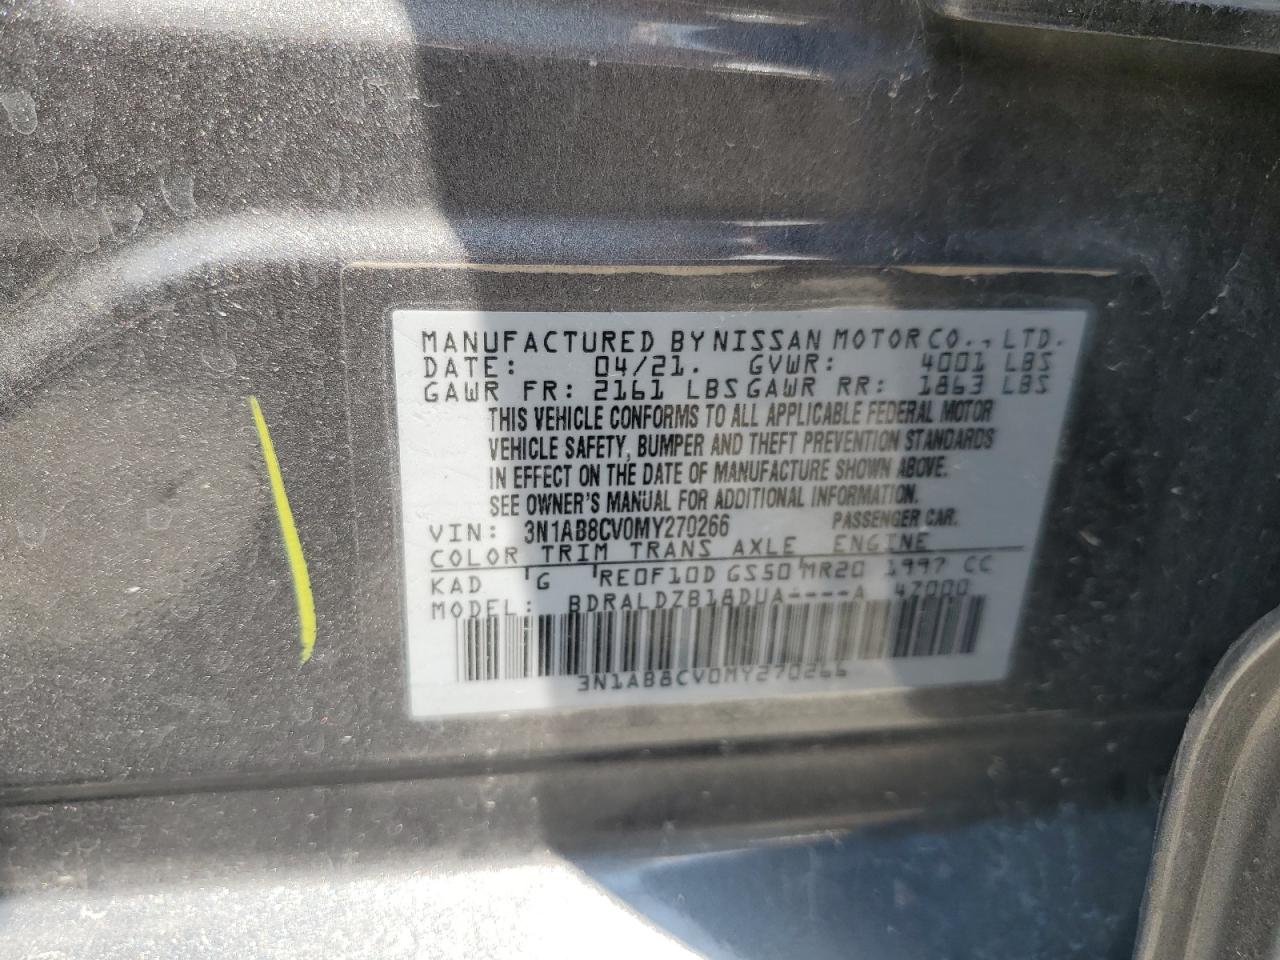 MANUFACTURED BY NISSAN MOTOR CO., LTD.
DATE: 04/21. GVWR: 4001 LBS
GAWR FR: 2161 LBS GAWR RR: 1863 LBS
THIS VEHICLE CONFORMS TO ALL APPLICABLE FEDERAL MOTOR
VEHICLE SAFETY, BUMPER AND THEFT PREVENTION STANDARDS
IN EFFECT ON THE DATE OF MANUFACTURE SHOWN ABOVE.
SEE OWNER'S MANUAL FOR ADDITIONAL INFORMATION.
VIN: 3N1AB8CV0MY270266 PASSENGER CAR.
COLOR TRIM TRANS AXLE ENGINE
KAD G RE0F10D GS50 MR20 1997 CC
MODEL: BDRALDZB18DUA----A 47000
3N1AB8CV0MY270266